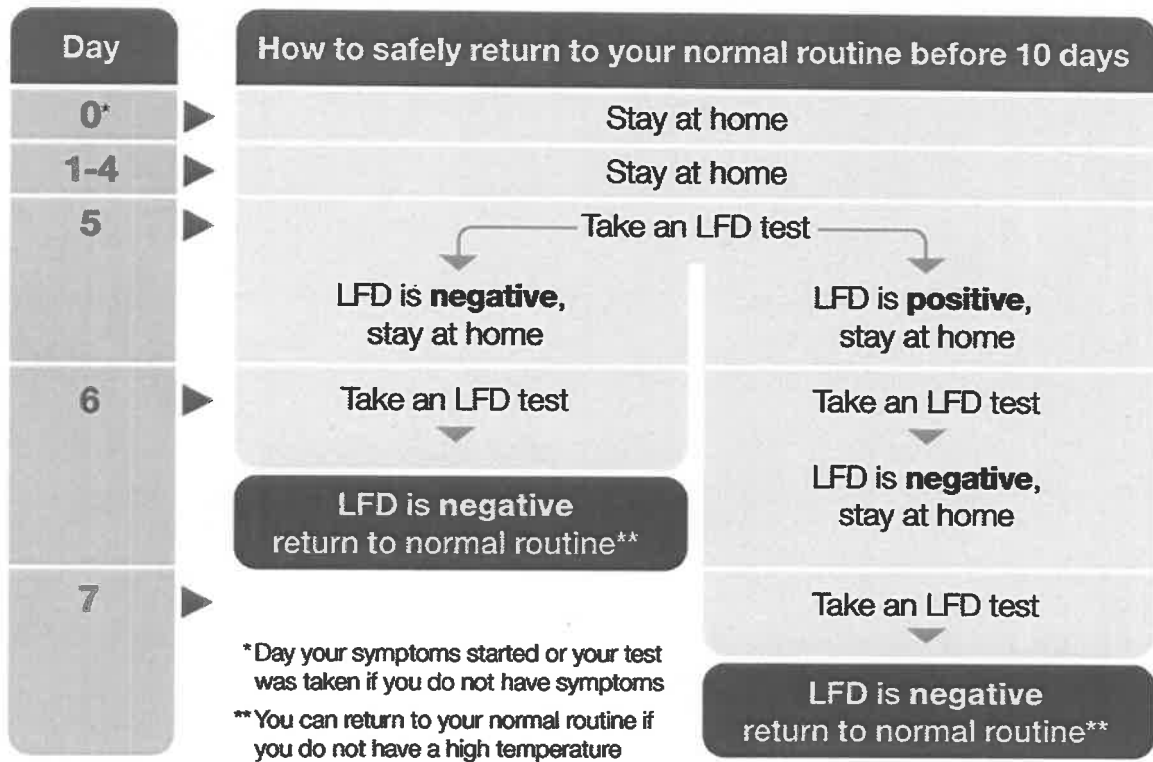 Day
How to safely return to your normal routine before 10 days
0*
Stay at home
1-4
Stay at home
5
Take an LFD test
LFD is negative,
stay at home
LFD is positive,
stay at home
6
Take an LFD test
LFD is negative
return to normal routine**
Take an LFD test
LFD is negative,
stay at home
7
Take an LFD test
LFD is negative
return to normal routine**
*Day your symptoms started or your test
was taken if you do not have symptoms
**You can return to your normal routine if
you do not have a high temperature